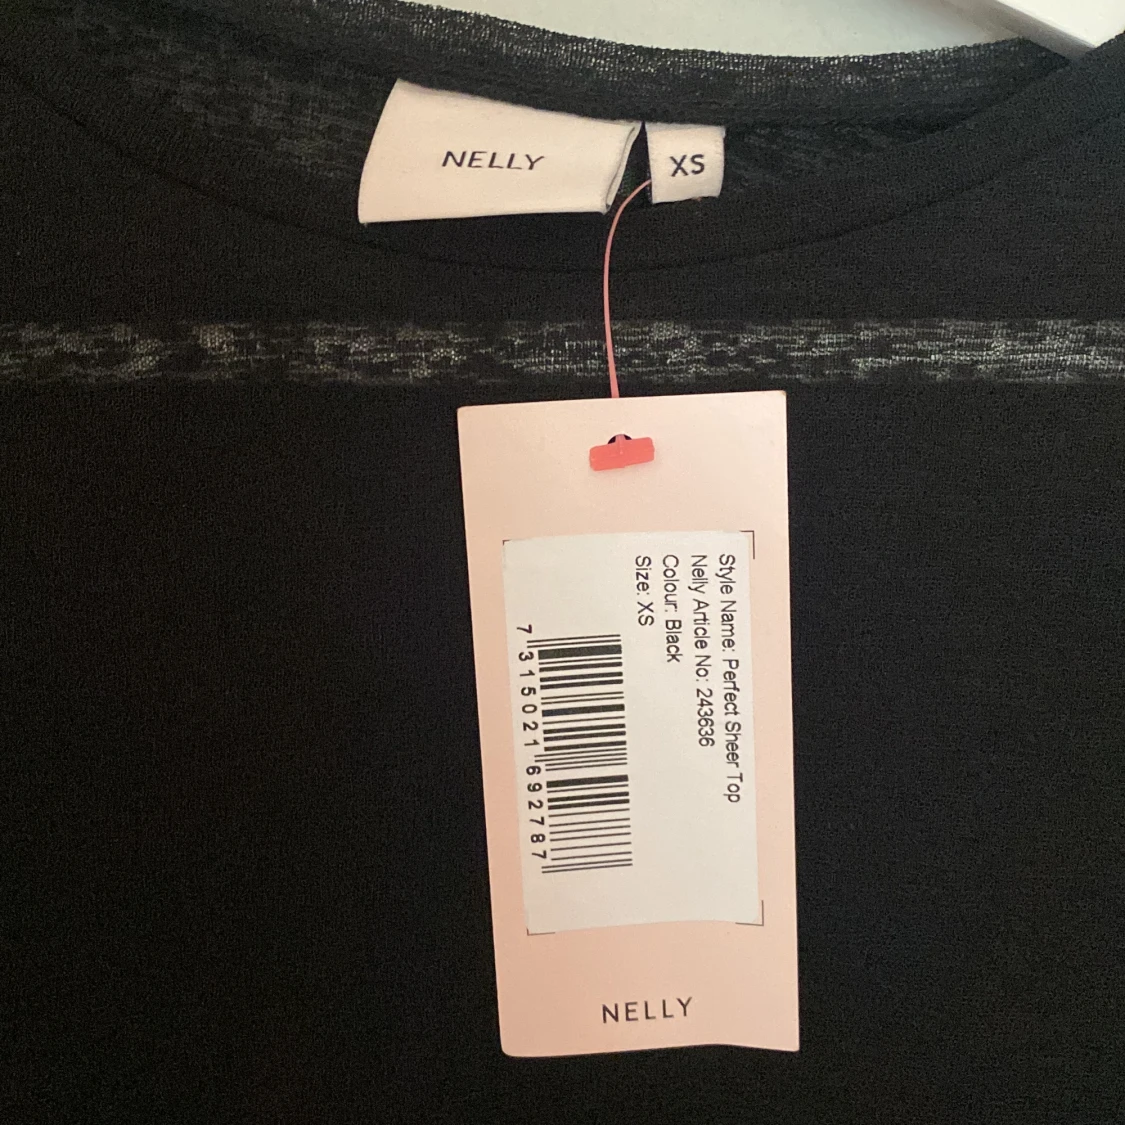 NELLY
XS
Style Name: Perfect Sheer Top
Nelly Article No: 243636
Colour: Black
Size: XS
7 315021 692787
NELLY